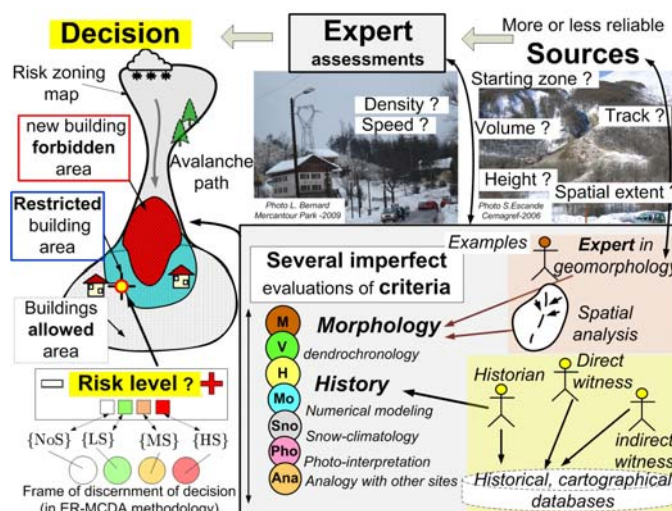 Decision
Expert
assessments
More or less reliable
Sources
Risk zoning
map
new building
forbidden
area
Avalanche
path
Restricted
building
area
Buildings
allowed
area
Density ?
Speed ?
Photo L. Bernard
Mercantour Park -2009
Starting zone ?
Volume ?
Track ?
Height ?
Spatial extent ?
Photo S.Escande
Cemagref-2006
Several imperfect
evaluations of criteria
Examples
Expert in
geomorphology
Spatial
analysis
M
Morphology
V
dendrochronology
H
History
Mo
Numerical modeling
Sno
Snow-climatology
Pho
Photo-interpretation
Ana
Analogy with other sites
Historian
Direct
witness
indirect
witness
Historical, cartographical
databases
Risk level ?
{NoS} {LS} {MS} {HS}
Frame of discernment of decision
(in ER-MCDA methodology)